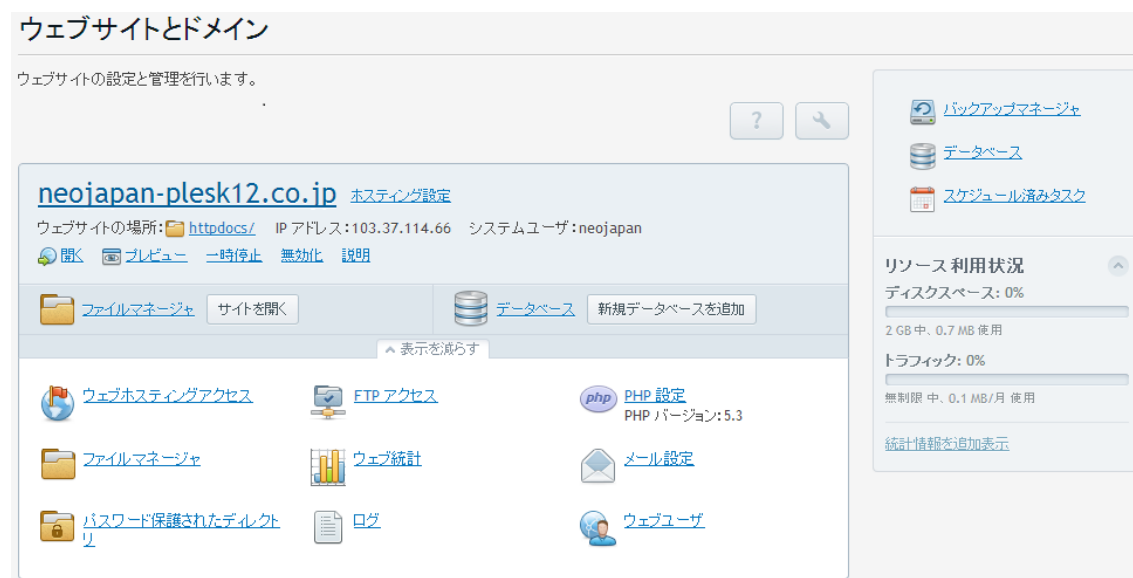 ウェブサイトとドメイン
ウェブサイトの設定と管理を行います。
?
neojapan-plesk12.co.jp ホスティング設定
ウェブサイトの場所: httpdocs/ IP アドレス:103.37.114.66 システムユーザ:neojapan
開く プレビュー 一時停止 無効化 説明
ファイルマネージャ サイトを開く データベース 新規データベースを追加
表示を減らす
ウェブホスティングアクセス FTP アクセス php PHP 設定
PHP バージョン:5.3
ファイルマネージャ ウェブ統計 メール設定
パスワード保護されたディレクト
リ
ログ ウェブユーザ
バックアップマネージャ
データベース
スケジュール済みタスク
リソース利用状況
ディスクスペース: 0%
2 GB 中、0.7 MB 使用
トラフィック: 0%
無制限 中、0.1 MB/月 使用
統計情報を追加表示